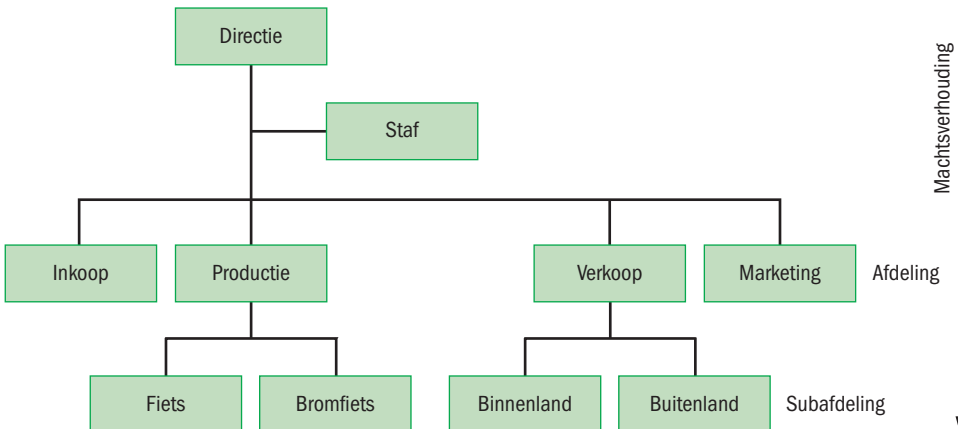 Directie
Machtsverhouding
Staf
Inkoop
Productie
Verkoop
Marketing
Afdeling
Fiets
Bromfiets
Binnenland
Buitenland
Subafdeling